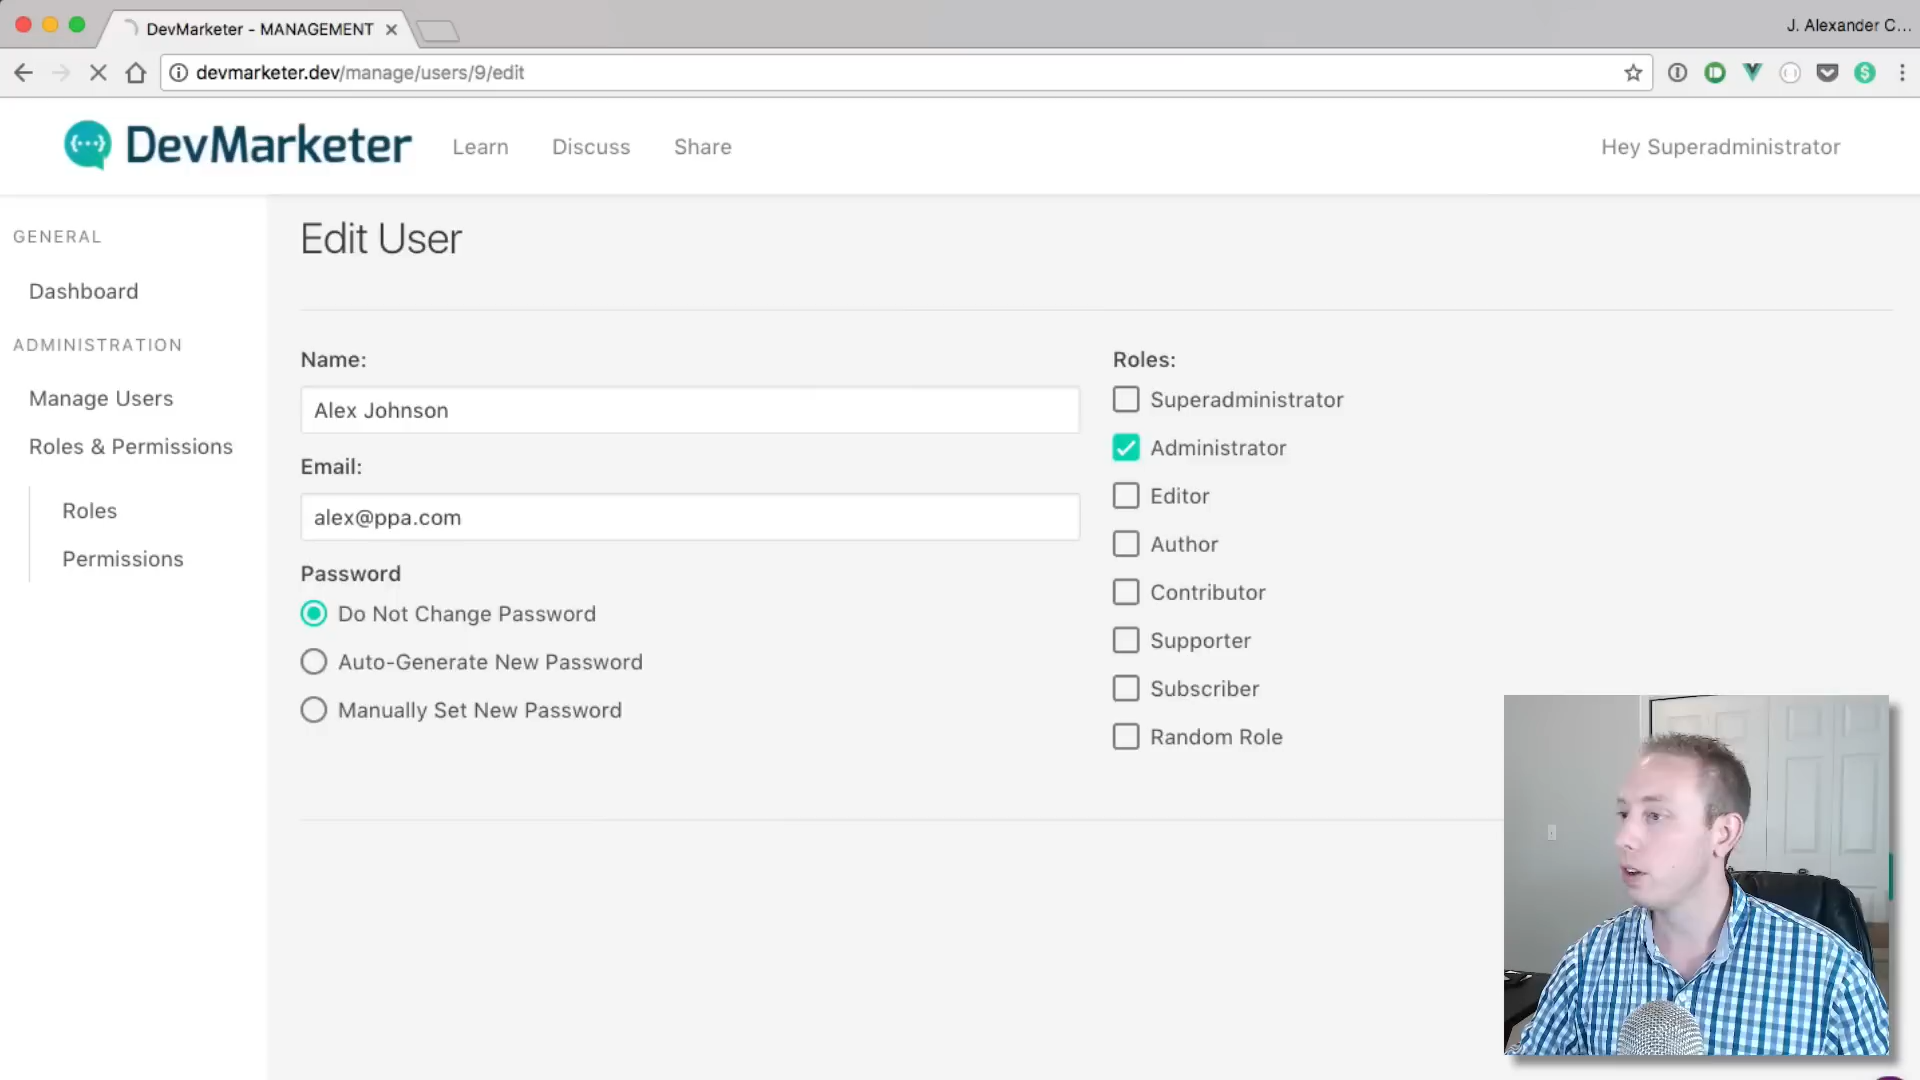 DevMarketer - MANAGEMENT
J. Alexander C...
devmarketer.dev/manage/users/9/edit
DevMarketer
Learn
Discuss
Share
Hey Superadministrator
GENERAL
Dashboard
ADMINISTRATION
Manage Users
Roles & Permissions
Roles
Permissions
Edit User
Name:
Alex Johnson
Email:
alex@ppa.com
Password
Do Not Change Password
Auto-Generate New Password
Manually Set New Password
Roles:
Superadministrator
Administrator
Editor
Author
Contributor
Supporter
Subscriber
Random Role